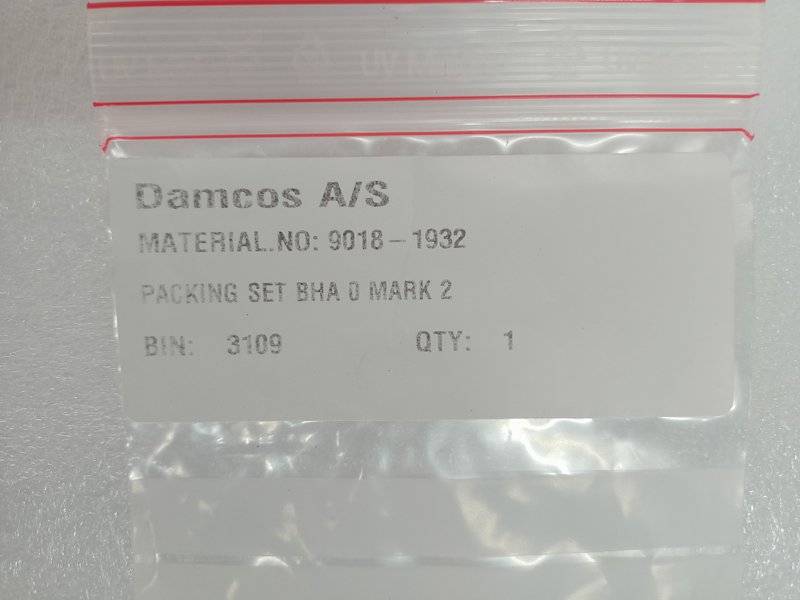 Damcos A/S
MATERIAL.NO: 9018-1932
PACKING SET BHA 0 MARK 2
BIN: 3109 QTY: 1